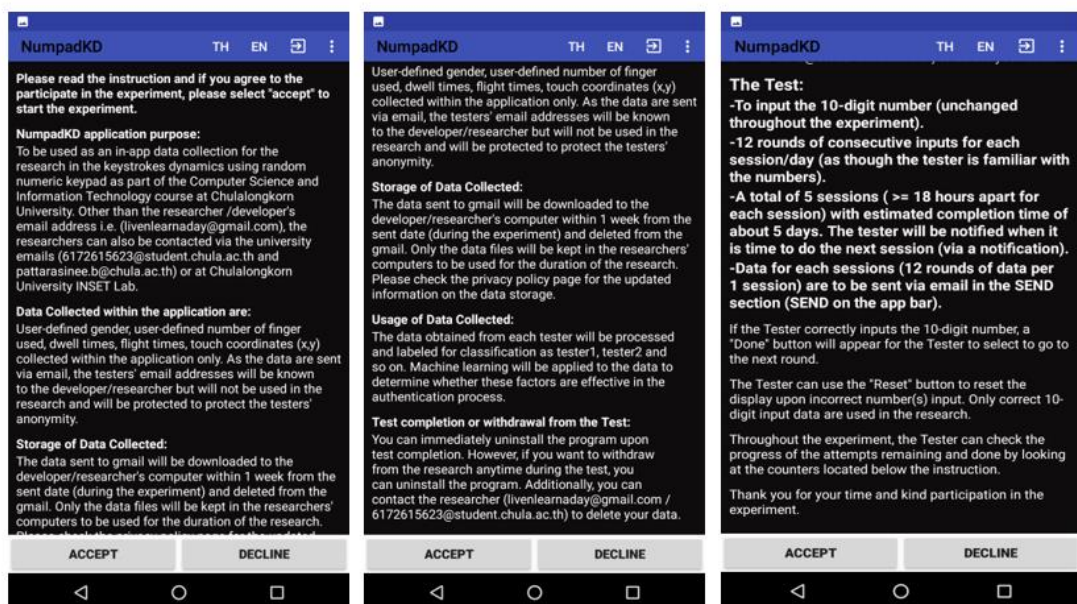 NumpadKD TH EN
Please read the instruction and if you agree to the
participate in the experiment, please select "accept" to
start the experiment.
NumpadKD application purpose:
To be used as an in-app data collection for the
research in the keystrokes dynamics using random
numeric keypad as part of the Computer Science and
Information Technology course at Chulalongkorn
University. Other than the researcher /developer's
email address i.e. (livenlearnaday@gmail.com), the
researchers can also be contacted via the university
emails (6172615623@student.chula.ac.th and
pattarasinee.b@chula.ac.th) or at Chulalongkorn
University INSET Lab.
Data Collected within the application are:
User-defined gender, user-defined number of finger
used, dwell times, flight times, touch coordinates (x,y)
collected within the application only. As the data are sent
via email, the testers' email addresses will be known
to the developer/researcher but will not be used in the
research and will be protected to protect the testers'
anonymity.
Storage of Data Collected:
The data sent to gmail will be downloaded to the
developer/researcher's computer within 1 week from the
sent date (during the experiment) and deleted from the
gmail. Only the data files will be kept in the researchers'
computers to be used for the duration of the research.
Please check the privacy policy page for the updated
ACCEPT DECLINE
NumpadKD TH EN
User-defined gender, user-defined number of finger
used, dwell times, flight times, touch coordinates (x,y)
collected within the application only. As the data are sent
via email, the testers' email addresses will be known
to the developer/researcher but will not be used in the
research and will be protected to protect the testers'
anonymity.
Storage of Data Collected:
The data sent to gmail will be downloaded to the
developer/researcher's computer within 1 week from the
sent date (during the experiment) and deleted from the
gmail. Only the data files will be kept in the researchers'
computers to be used for the duration of the research.
Please check the privacy policy page for the updated
information on the data storage.
Usage of Data Collected:
The data obtained from each tester will be processed
and labeled for classification as tester1, tester2 and
so on. Machine learning will be applied to the data to
determine whether these factors are effective in the
authentication process.
Test completion or withdrawal from the Test:
You can immediately uninstall the program upon
test completion. However, if you want to withdraw
from the research anytime during the test, you
can uninstall the program. Additionally, you can
contact the researcher (livenlearnaday@gmail.com /
6172615623@student.chula.ac.th) to delete your data.
ACCEPT DECLINE
NumpadKD TH EN
The Test:
-To input the 10-digit number (unchanged
throughout the experiment).
-12 rounds of consecutive inputs for each
session/day (as though the tester is familiar with
the numbers).
-A total of 5 sessions ( >= 18 hours apart for
each session) with estimated completion time of
about 5 days. The tester will be notified when it
is time to do the next session (via a notification).
-Data for each sessions (12 rounds of data per
1 session) are to be sent via email in the SEND
section (SEND on the app bar).
If the Tester correctly inputs the 10-digit number, a
"Done" button will appear for the Tester to select to go to
the next round.
The Tester can use the "Reset" button to reset the
display upon incorrect number(s) input. Only correct 10-
digit input data are used in the research.
Throughout the experiment, the Tester can check the
progress of the attempts remaining and done by looking
at the counters located below the instruction.
Thank you for your time and kind participation in the
experiment.
ACCEPT DECLINE